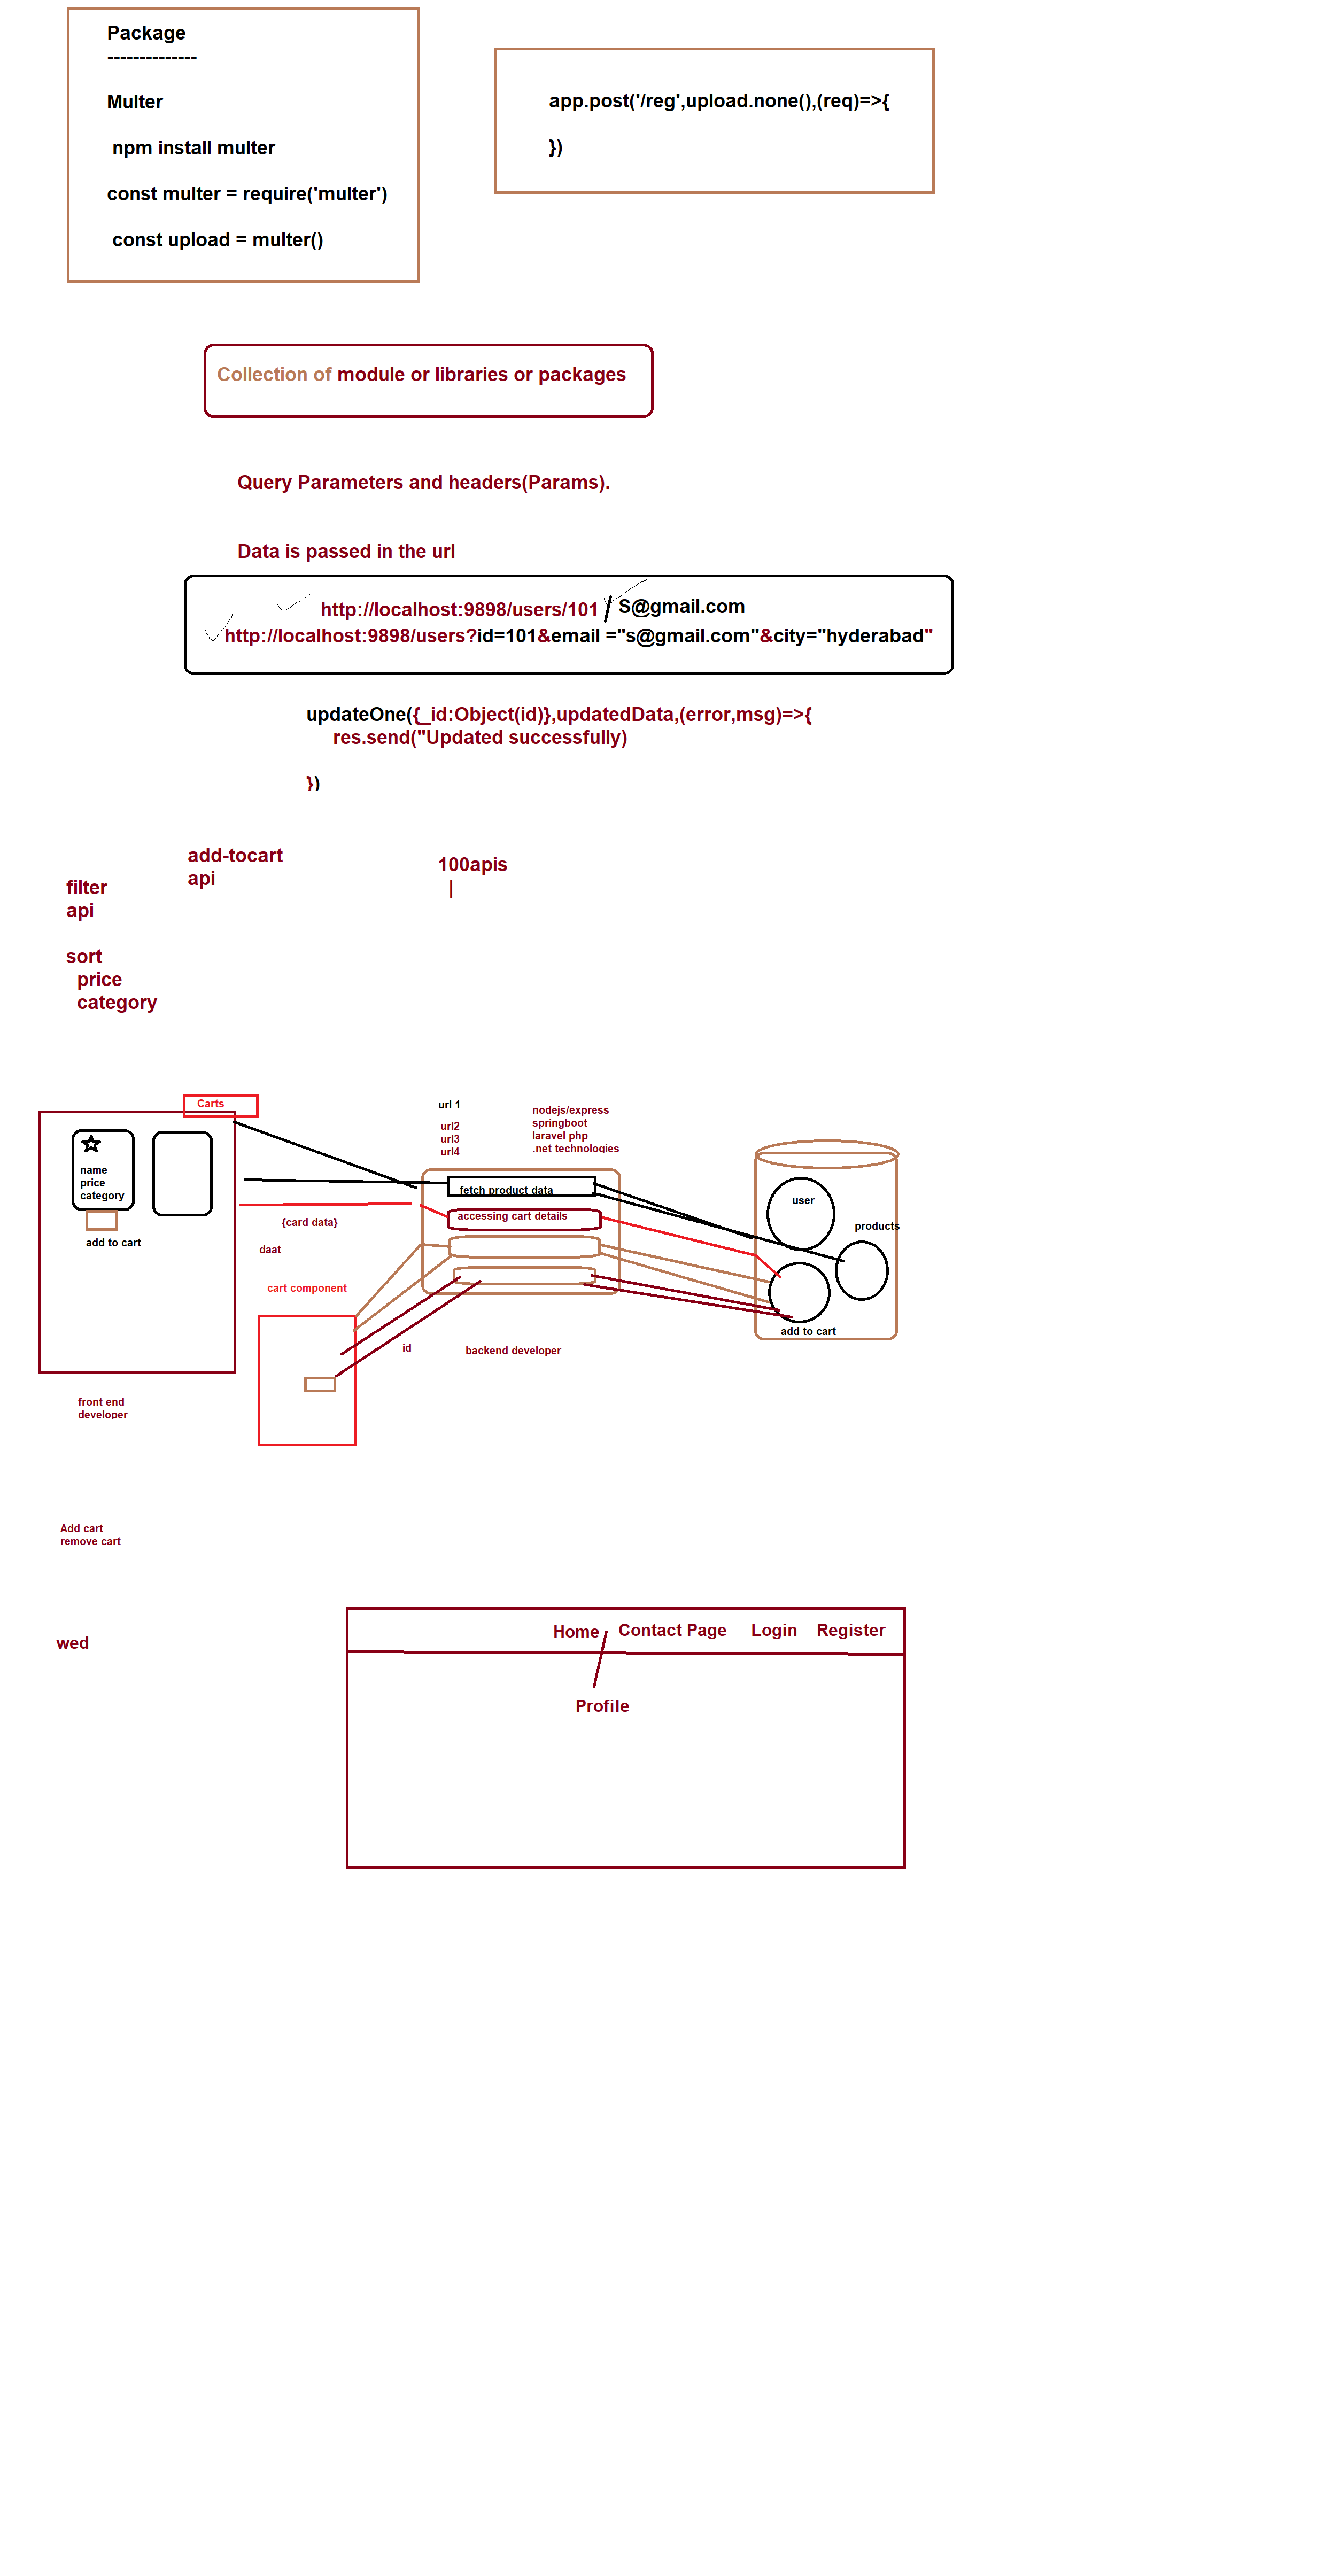 Package
--------------
Multer
npm install multer
const multer = require('multer')
const upload = multer()
app.post('/reg',upload.none(),(req)=>{
})
Collection of module or libraries or packages
Query Parameters and headers(Params).
Data is passed in the url
http://localhost:9898/users/101 / S@gmail.com
http://localhost:9898/users?id=101&email ="s@gmail.com"&city="hyderabad"
updateOne({_id:Object(id)},updatedData,(error,msg)=>{
res.send("Updated successfully)
})
add-tocart
api
100apis
|
filter
api
sort
price
category
Carts
name
price
category
add to cart
{card data}
daat
cart component
url 1
url2
url3
url4
nodejs/express
springboot
laravel php
.net technologies
fetch product data
accessing cart details
user
products
add to cart
id
backend developer
front end
developer
Add cart
remove cart
wed
Home Contact Page Login Register
Profile